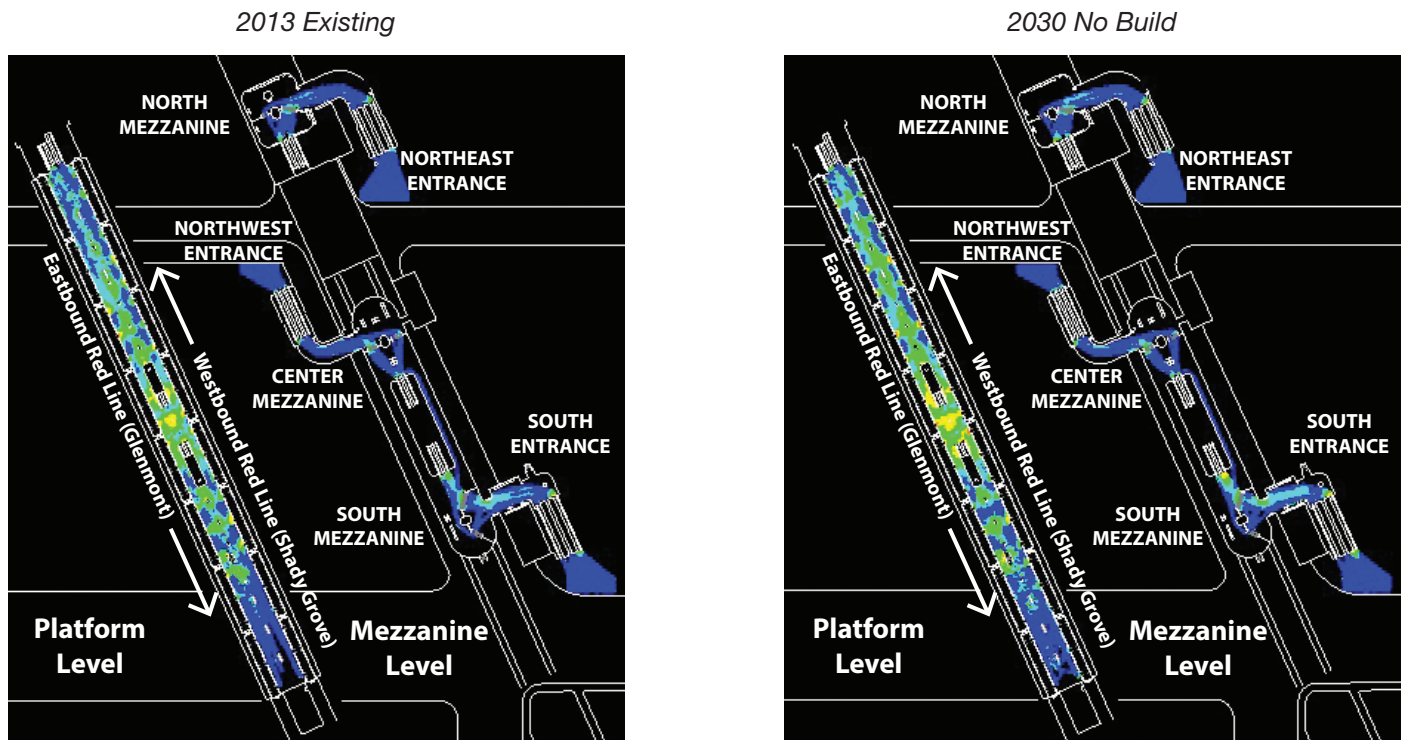 2013 Existing
NORTH
MEZZANINE
NORTHEAST
ENTRANCE
NORTHWEST
ENTRANCE
Eastbound Red Line (Glenmont)
Westbound Red Line (Shady Grove)
CENTER
MEZZANINE
SOUTH
ENTRANCE
SOUTH
MEZZANINE
Platform
Level
Mezzanine
Level
2030 No Build
NORTH
MEZZANINE
NORTHEAST
ENTRANCE
NORTHWEST
ENTRANCE
Eastbound Red Line (Glenmont)
Westbound Red Line (Shady Grove)
CENTER
MEZZANINE
SOUTH
ENTRANCE
SOUTH
MEZZANINE
Platform
Level
Mezzanine
Level